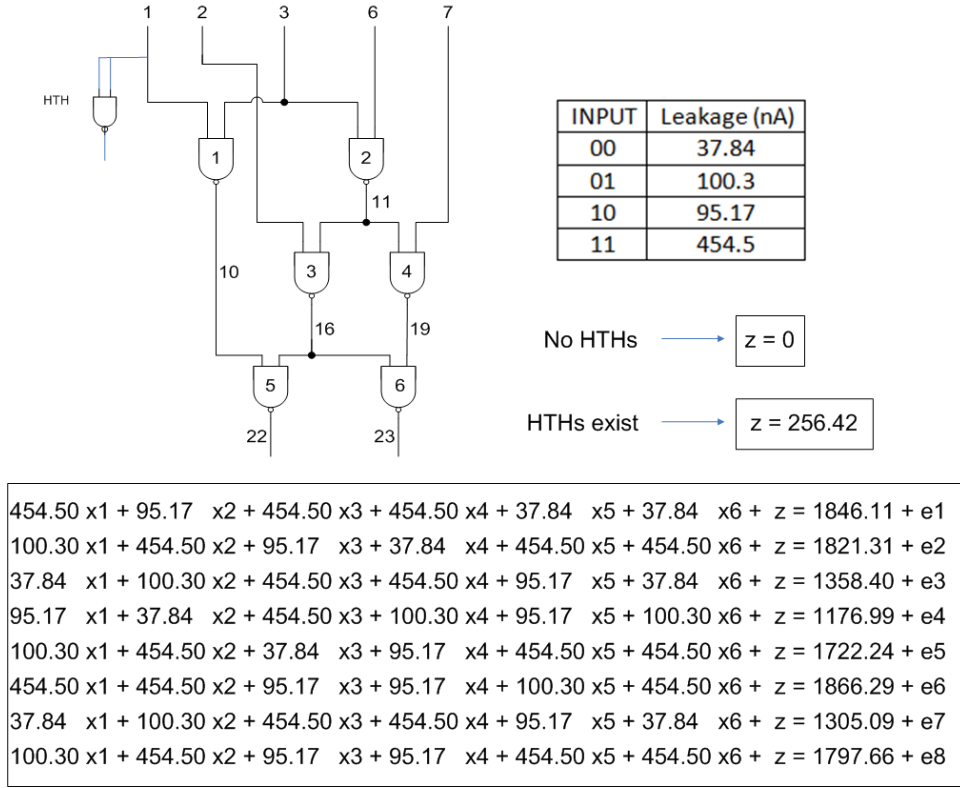 1 2 3 6 7
HTH
1 2
11
10
3 4
16 19
5 6
22 23
INPUT Leakage (nA)
00 37.84
01 100.3
10 95.17
11 454.5
No HTHs z = 0
HTHs exist z = 256.42
454.50 x1 + 95.17 x2 + 454.50 x3 + 454.50 x4 + 37.84 x5 + 37.84 x6 + z = 1846.11 + e1
100.30 x1 + 454.50 x2 + 95.17 x3 + 37.84 x4 + 454.50 x5 + 454.50 x6 + z = 1821.31 + e2
37.84 x1 + 100.30 x2 + 454.50 x3 + 454.50 x4 + 95.17 x5 + 37.84 x6 + z = 1358.40 + e3
95.17 x1 + 37.84 x2 + 454.50 x3 + 100.30 x4 + 95.17 x5 + 100.30 x6 + z = 1176.99 + e4
100.30 x1 + 454.50 x2 + 37.84 x3 + 95.17 x4 + 454.50 x5 + 454.50 x6 + z = 1722.24 + e5
454.50 x1 + 454.50 x2 + 95.17 x3 + 95.17 x4 + 100.30 x5 + 454.50 x6 + z = 1866.29 + e6
37.84 x1 + 100.30 x2 + 454.50 x3 + 454.50 x4 + 95.17 x5 + 37.84 x6 + z = 1305.09 + e7
100.30 x1 + 454.50 x2 + 95.17 x3 + 95.17 x4 + 454.50 x5 + 454.50 x6 + z = 1797.66 + e8